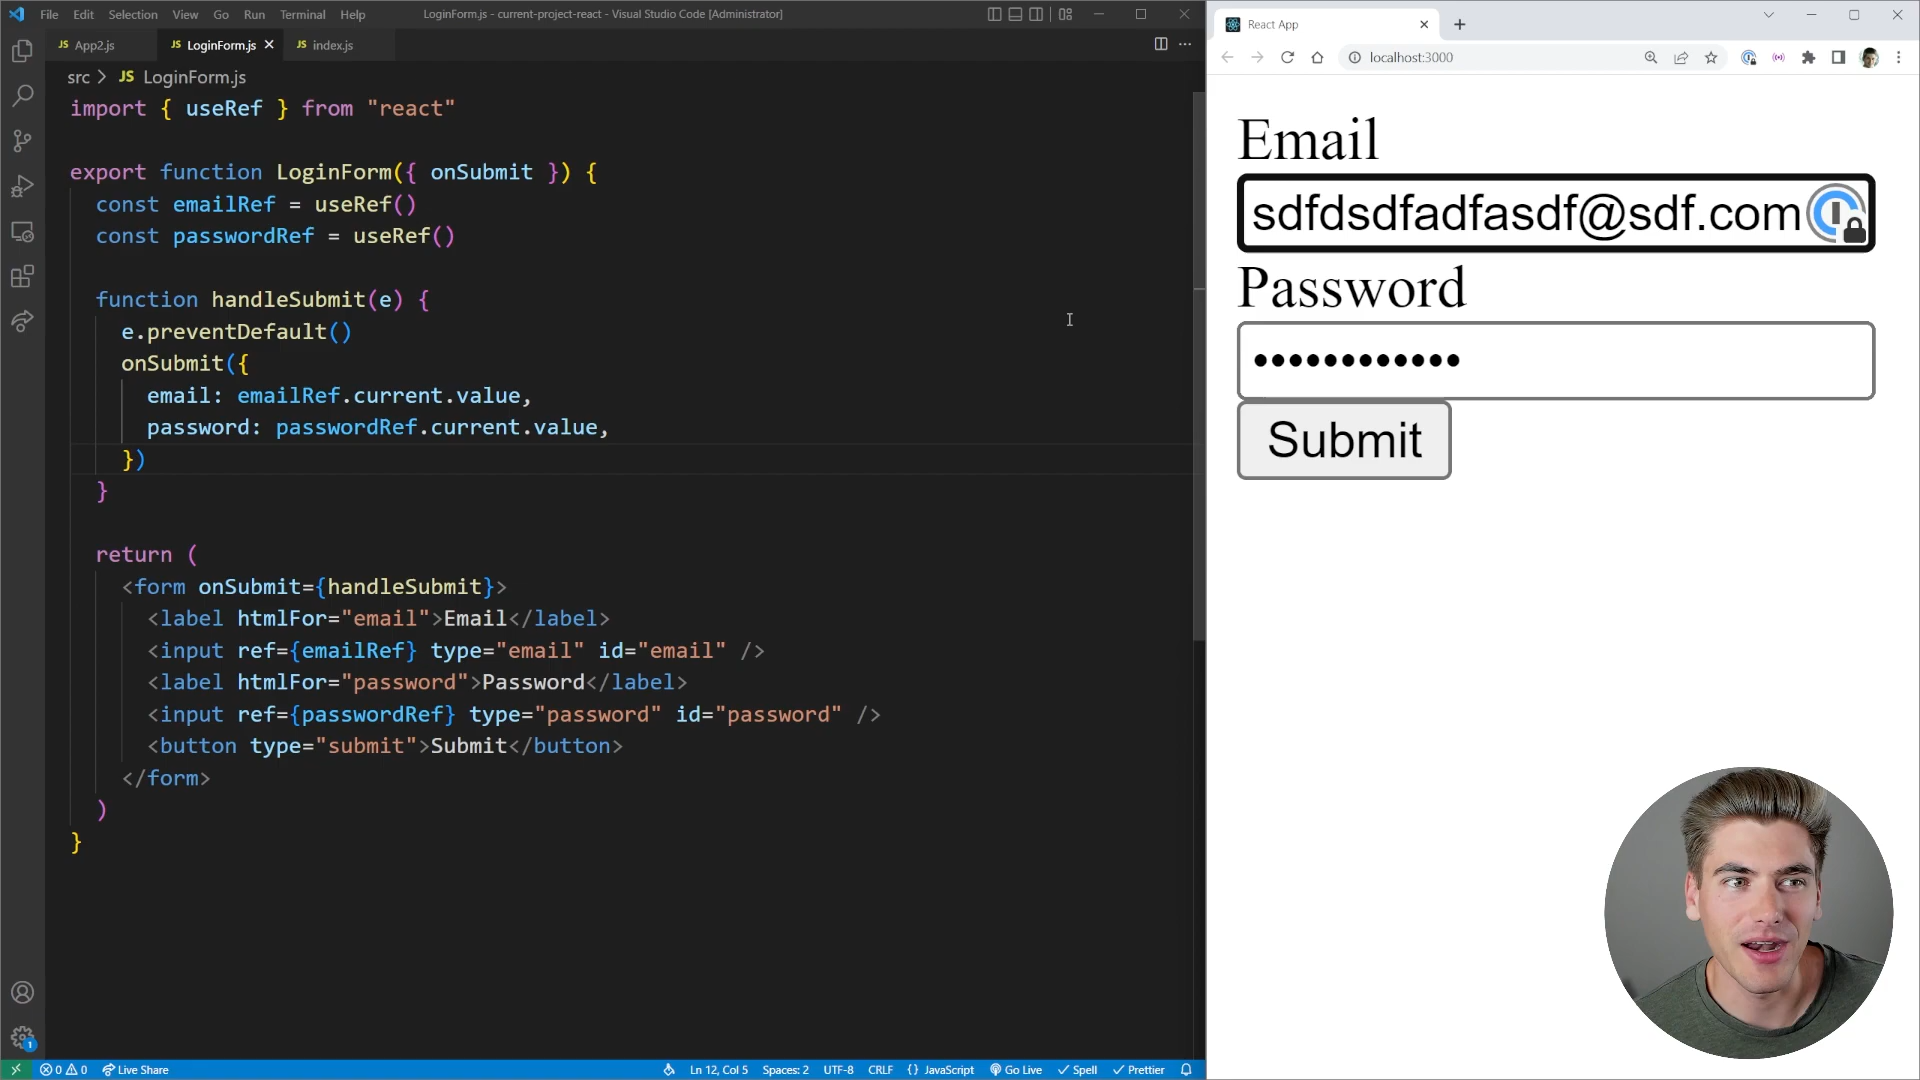 File Edit Selection View Go Run Terminal Help
LoginForm.js - current-project-react - Visual Studio Code [Administrator]
JS App2.js
JS LoginForm.js
JS index.js
src > JS LoginForm.js
import { useRef } from "react"
export function LoginForm({ onSubmit }) {
const emailRef = useRef()
const passwordRef = useRef()
function handleSubmit(e) {
e.preventDefault()
onSubmit({
email: emailRef.current.value,
password: passwordRef.current.value,
})
}
return (
<form onSubmit={handleSubmit}>
<label htmlFor="email">Email</label>
<input ref={emailRef} type="email" id="email" />
<label htmlFor="password">Password</label>
<input ref={passwordRef} type="password" id="password" />
<button type="submit">Submit</button>
</form>
)
}
1
0 0 Live Share
Ln 12, Col 5 Spaces: 2 UTF-8 CRLF {} JavaScript Go Live Spell Prettier
React App
localhost:3000
Email
sdfdsdfadfasdf@sdf.com
Password
••••••••••••
Submit